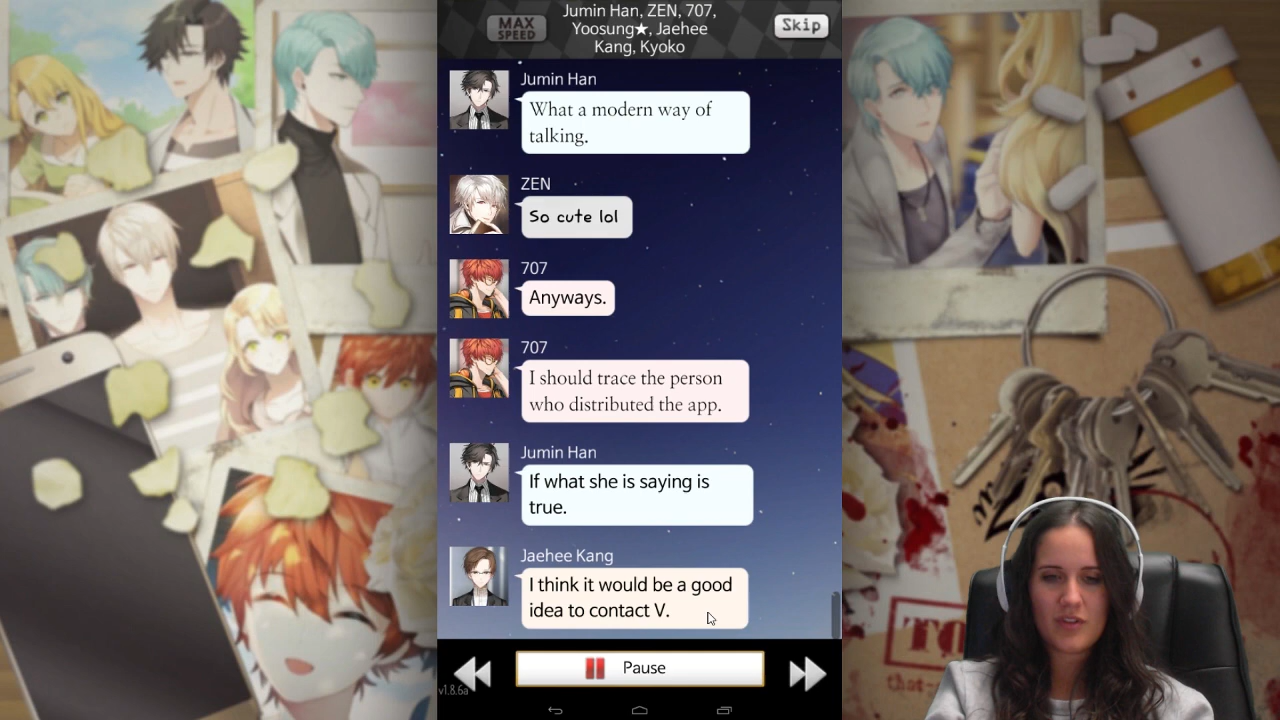 MAX
SPEED
Jumin Han, ZEN, 707,
Yoosung★, Jaehee
Kang, Kyoko
Skip
Jumin Han
What a modern way of
talking.
ZEN
So cute lol
707
Anyways.
707
I should trace the person
who distributed the app.
Jumin Han
If what she is saying is
true.
Jaehee Kang
I think it would be a good
idea to contact V.
Pause
v1.8.6a